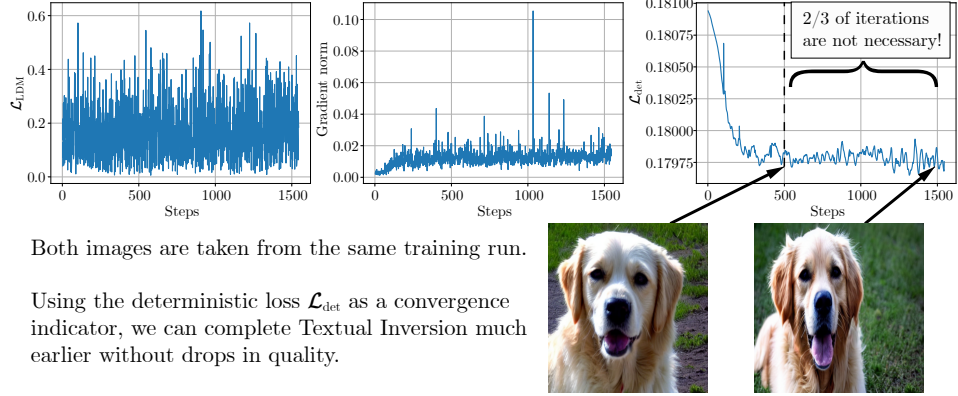 0.6
0.4
0.2
0.0
𝓛LDM
0
500
1000
1500
Steps
0.10
0.08
0.06
0.04
0.02
0.00
Gradient norm
0
500
1000
1500
Steps
0.18100
0.18075
0.18050
0.18025
0.18000
0.17975
𝓛det
2/3 of iterations
are not necessary!
0
500
1000
1500
Steps
Both images are taken from the same training run.
Using the deterministic loss 𝓛det as a convergence
indicator, we can complete Textual Inversion much
earlier without drops in quality.